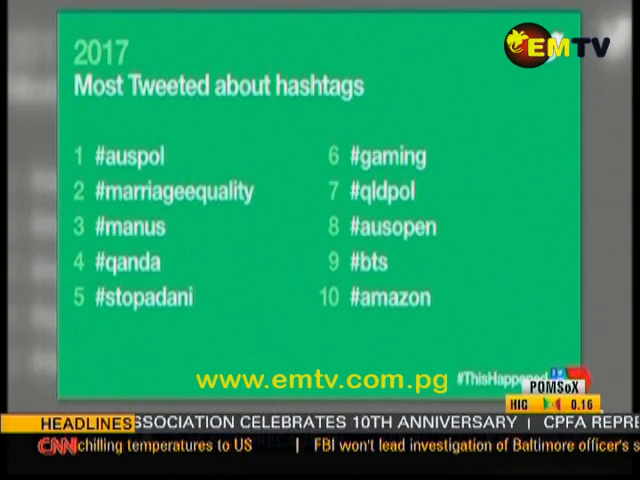 EMTV
2017
Most Tweeted about hashtags
1 #auspol
2 #marriageequality
3 #manus
4 #qanda
5 #stopadani
6 #gaming
7 #qldpol
8 #ausopen
9 #bts
10 #amazon
www.emtv.com.pg
#ThisHappened
POMSoX
HIG 0.16
HEADLINES SSOCIATION CELEBRATES 10TH ANNIVERSARY | CPFA REPRE
CNN chilling temperatures to US | FBI won't lead investigation of Baltimore officer's s